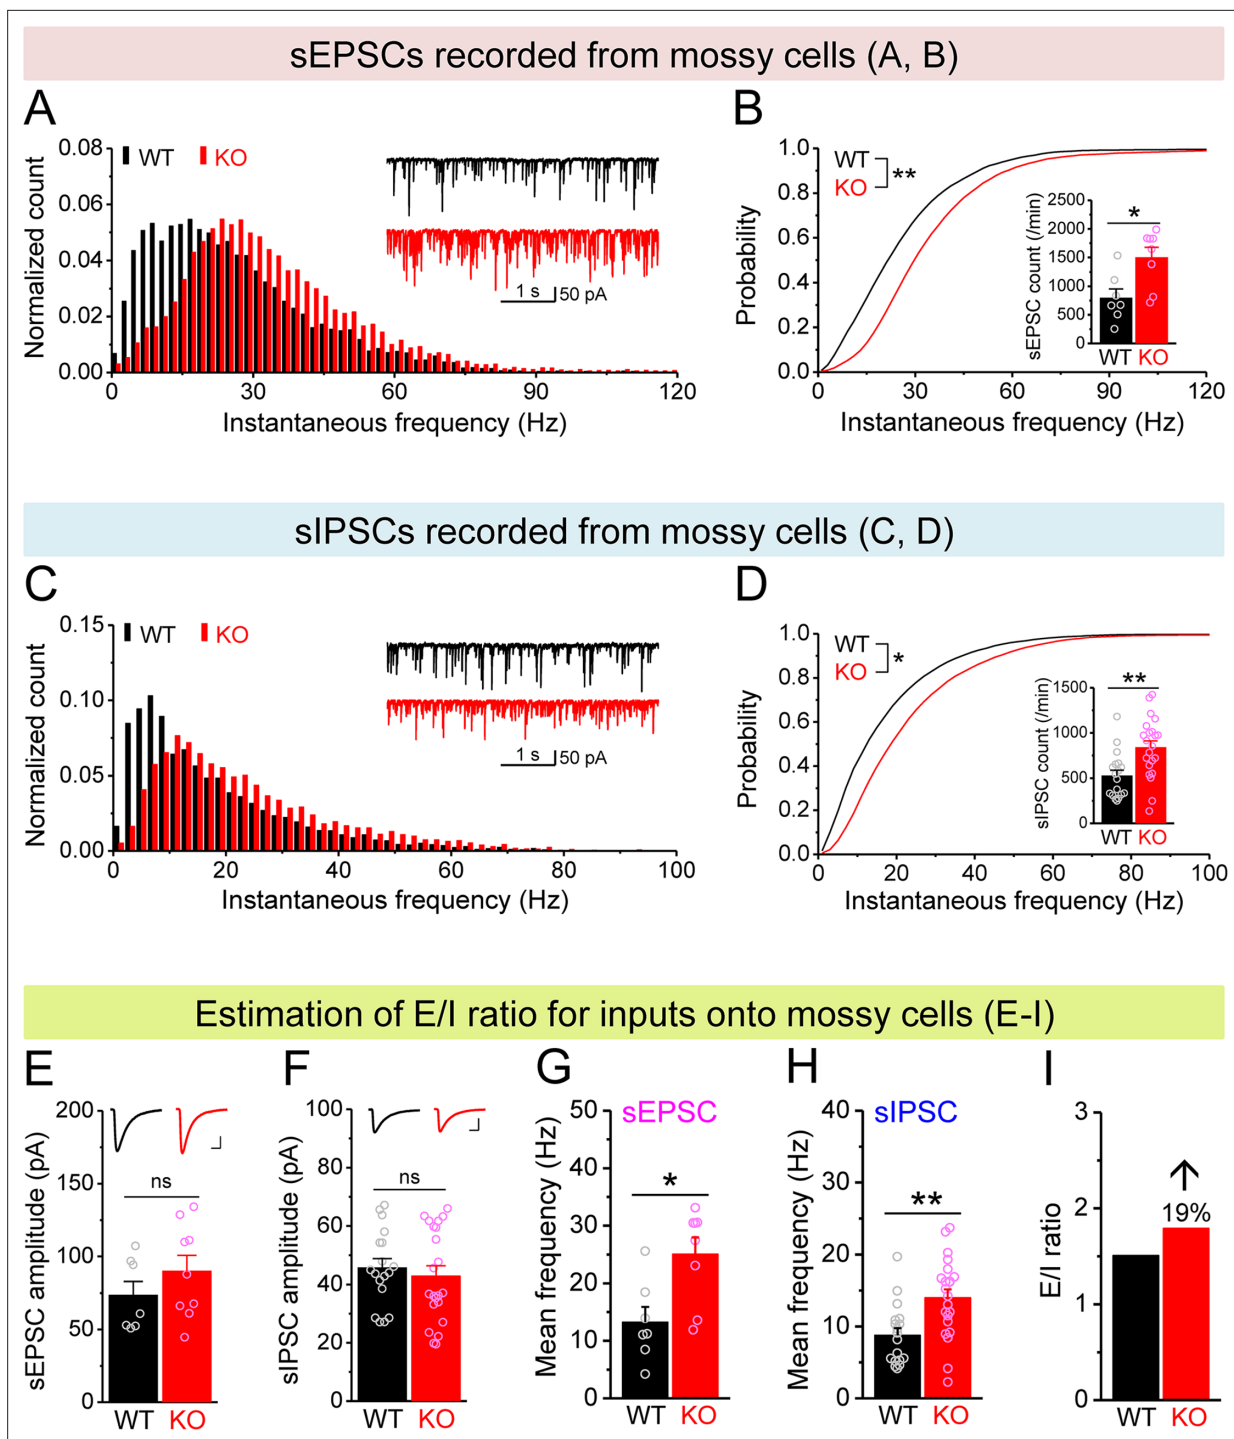 sEPSCs recorded from mossy cells (A, B)
A
Normalized count
0.08
0.06
0.04
0.02
0.00
WT
KO
1 s
50 pA
0
30
60
90
120
Instantaneous frequency (Hz)
B
Probability
1.0
0.8
0.6
0.4
0.2
0.0
WT
KO
**
sEPSC count (/min)
2500
2000
1500
1000
500
0
*
WT
KO
0
30
60
90
120
Instantaneous frequency (Hz)
sIPSCs recorded from mossy cells (C, D)
C
Normalized count
0.15
0.10
0.05
0.00
WT
KO
1 s
50 pA
0
20
40
60
80
100
Instantaneous frequency (Hz)
D
Probability
1.0
0.8
0.6
0.4
0.2
0.0
WT
KO
*
sIPSC count (/min)
1500
1000
500
0
**
WT
KO
0
20
40
60
80
100
Instantaneous frequency (Hz)
Estimation of E/I ratio for inputs onto mossy cells (E-I)
E
sEPSC amplitude (pA)
200
150
100
50
0
ns
WT
KO
F
sIPSC amplitude (pA)
100
80
60
40
20
0
ns
WT
KO
G
Mean frequency (Hz)
50
40
30
20
10
0
sEPSC
*
WT
KO
H
Mean frequency (Hz)
40
30
20
10
0
sIPSC
**
WT
KO
I
E/I ratio
3
2
1
0
↑
19%
WT
KO